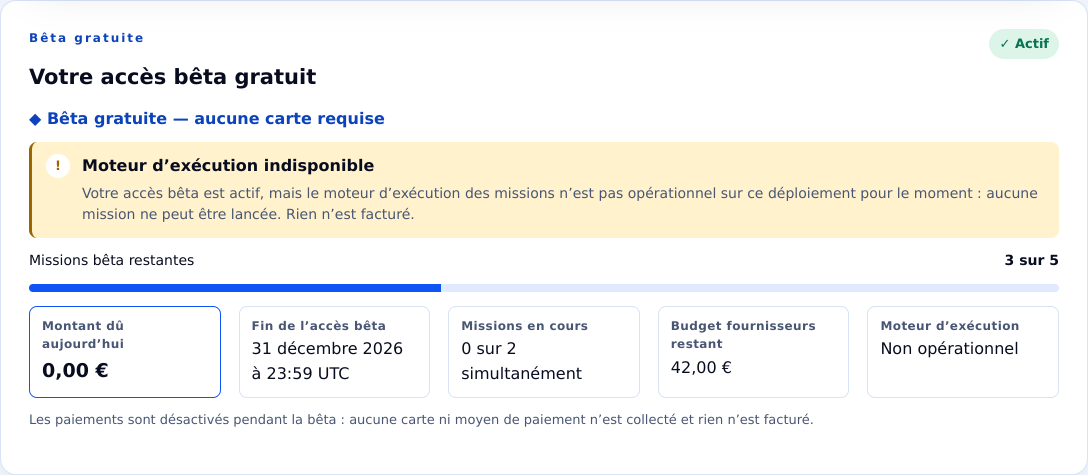 Bêta gratuite
✓ Actif
Votre accès bêta gratuit
◆ Bêta gratuite — aucune carte requise
! Moteur d’exécution indisponible
Votre accès bêta est actif, mais le moteur d’exécution des missions n’est pas opérationnel sur ce déploiement pour le moment : aucune
mission ne peut être lancée. Rien n’est facturé.
Missions bêta restantes
3 sur 5
Montant dû
aujourd’hui
0,00 €
Fin de l’accès bêta
31 décembre 2026
à 23:59 UTC
Missions en cours
0 sur 2
simultanément
Budget fournisseurs
restant
42,00 €
Moteur d’exécution
Non opérationnel
Les paiements sont désactivés pendant la bêta : aucune carte ni moyen de paiement n’est collecté et rien n’est facturé.